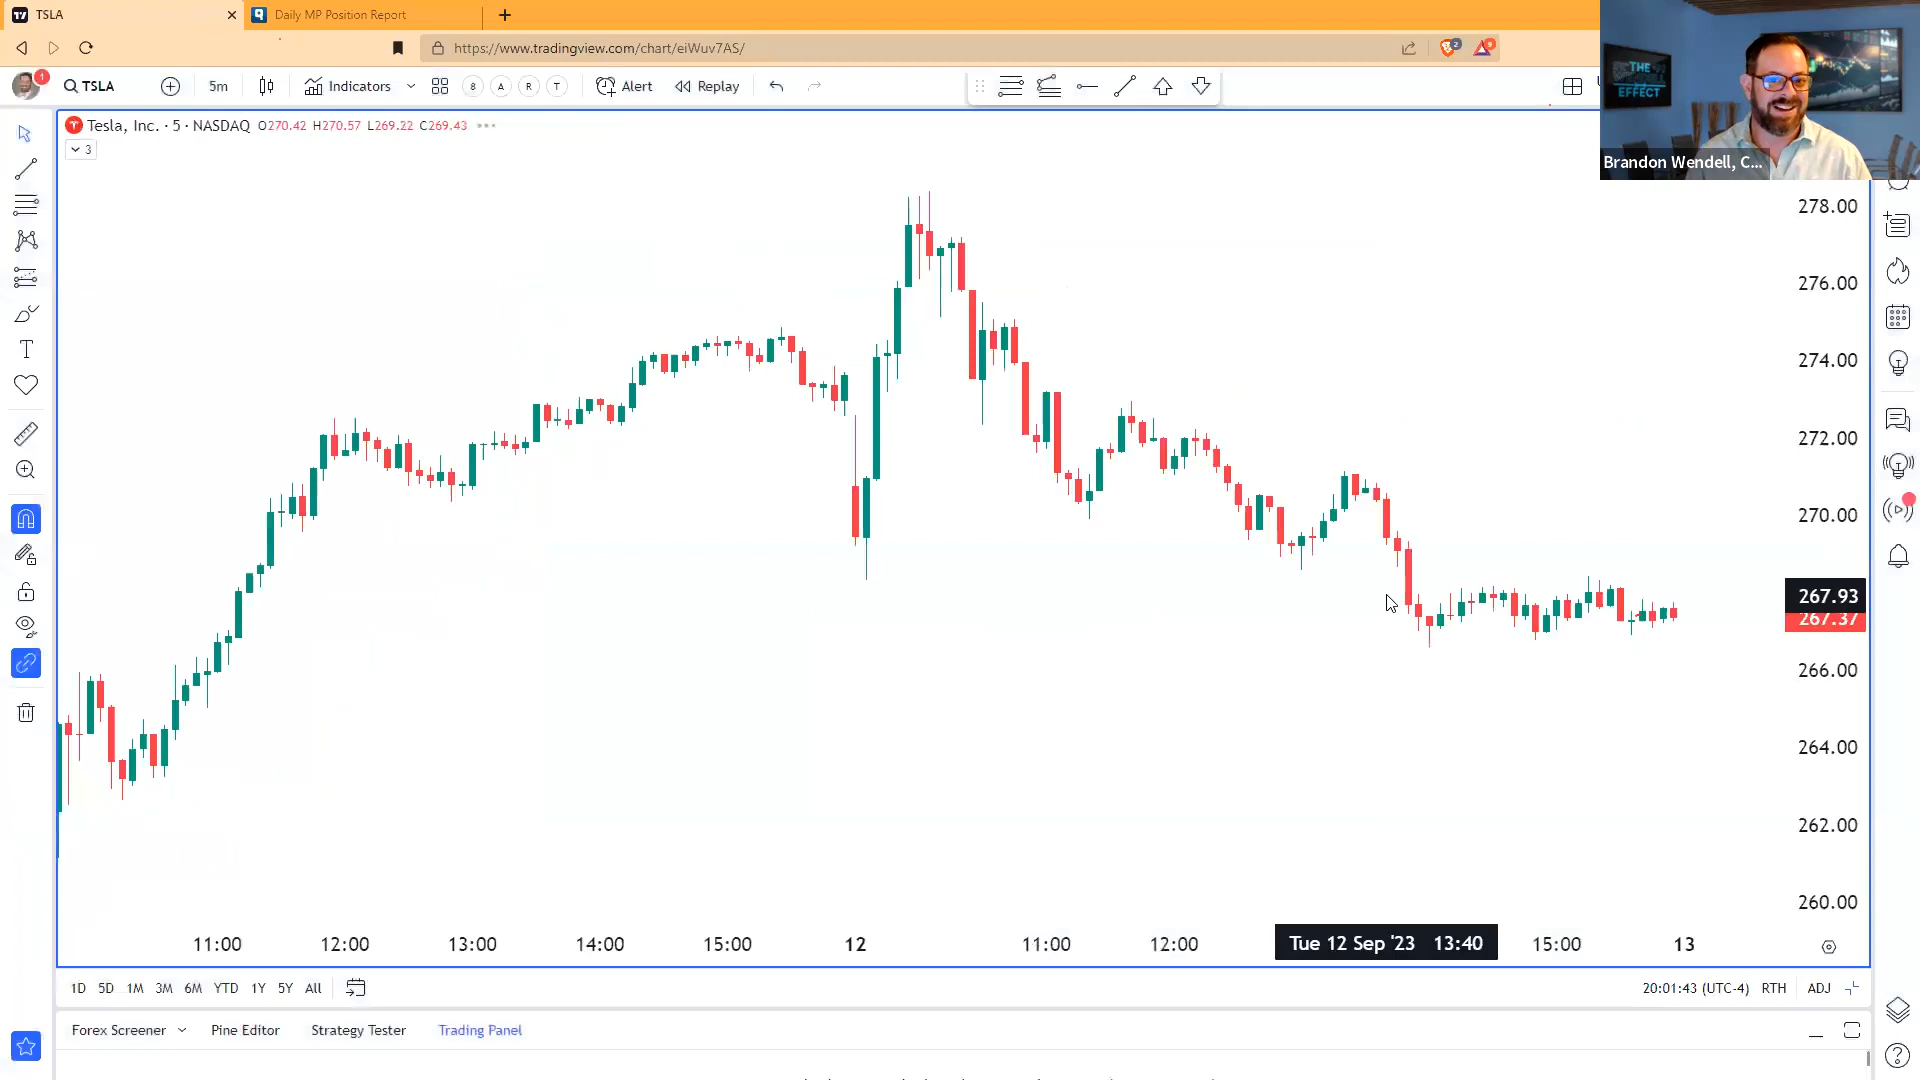 TSLA
Daily MP Position Report
https://www.tradingview.com/chart/eiWuv7AS/
TSLA 5m Indicators 8 A R T Alert Replay
THE
EFFECT
Brandon Wendell, C...
Tesla, Inc. · 5 · NASDAQ O270.42 H270.57 L269.22 C269.43
3
278.00
276.00
274.00
272.00
270.00
267.93
267.37
266.00
264.00
262.00
260.00
11:00 12:00 13:00 14:00 15:00 12 11:00 12:00 Tue 12 Sep '23 13:40 15:00 13
1D 5D 1M 3M 6M YTD 1Y 5Y All 20:01:43 (UTC-4) RTH ADJ
Forex Screener Pine Editor Strategy Tester Trading Panel